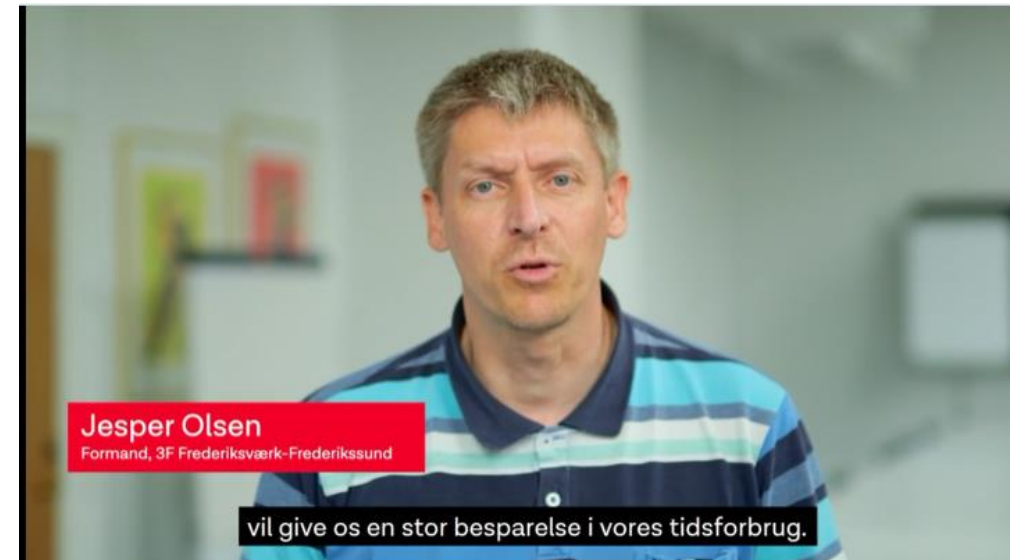 Jesper Olsen
Formand, 3F Frederiksværk-Frederikssund
vil give os en stor besparelse i vores tidsforbrug.